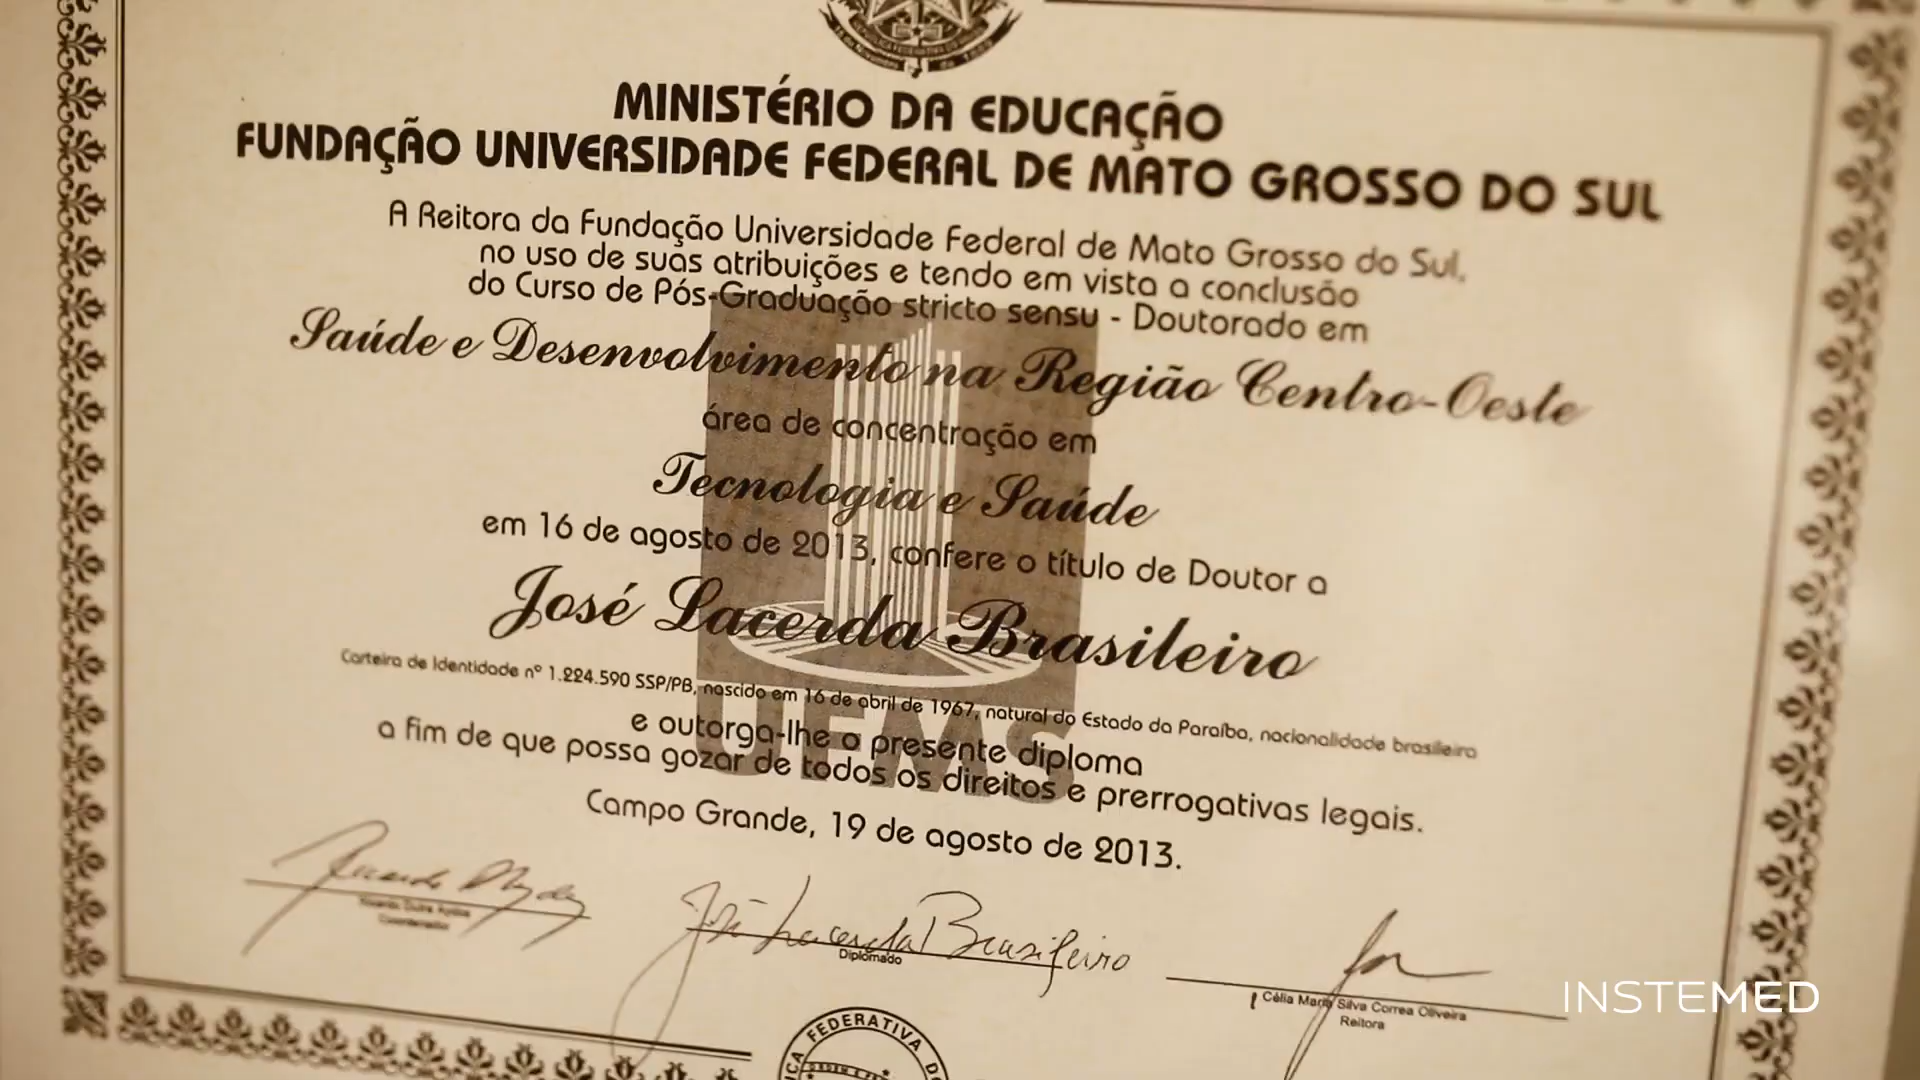 MINISTÉRIO DA EDUCAÇÃO
FUNDAÇÃO UNIVERSIDADE FEDERAL DE MATO GROSSO DO SUL
A Reitora da Fundação Universidade Federal de Mato Grosso do Sul,
no uso de suas atribuições e tendo em vista a conclusão
do Curso de Pós-Graduação stricto sensu - Doutorado em
Saúde e Desenvolvimento na Região Centro-Oeste
área de concentração em
Tecnologia e Saúde
em 16 de agosto de 2013, confere o título de Doutor a
José Lacerda Brasileiro
Carteira de Identidade nº 1.224.590 SSP/PB, nascido em 16 de abril de 1967, natural do Estado da Paraíba, nacionalidade brasileira
e outorga-lhe o presente diploma
a fim de que possa gozar de todos os direitos e prerrogativas legais.
UFMS
Campo Grande, 19 de agosto de 2013.
José Lacerda Brasileiro
Diplomado
Coordenador
Célia Maria Silva Correa Oliveira
Reitora
INSTEMED
FEDERATIVA DO